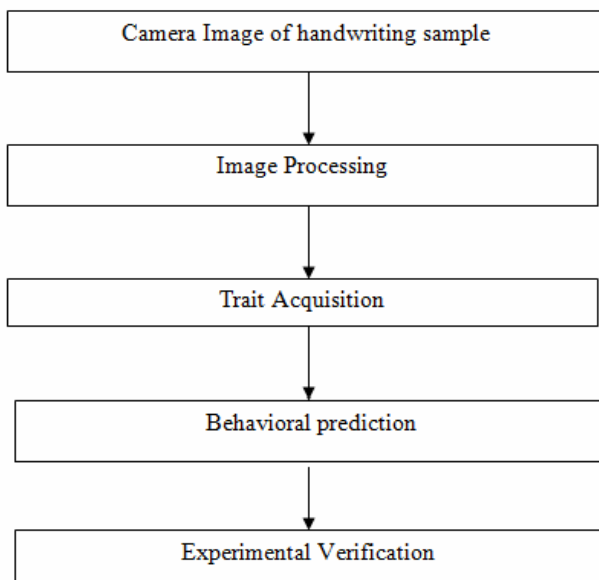 Camera Image of handwriting sample
Image Processing
Trait Acquisition
Behavioral prediction
Experimental Verification